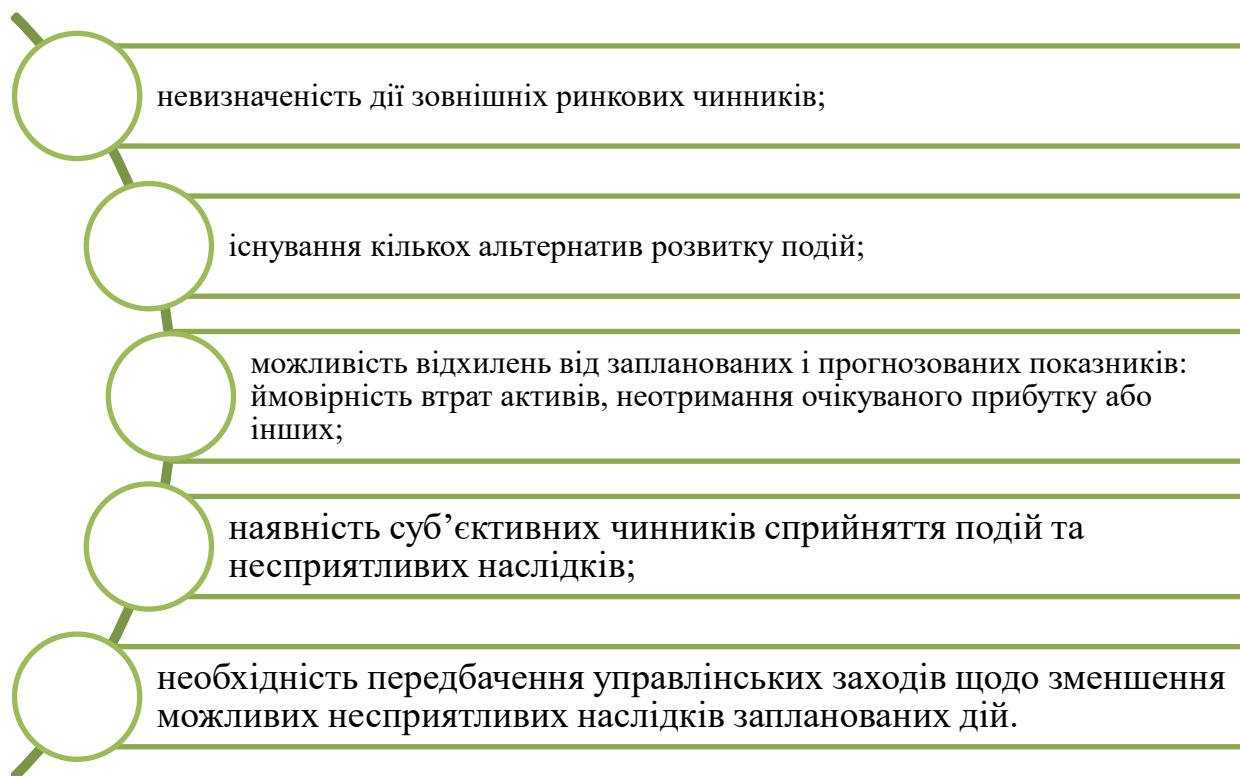 невизначеність дії зовнішніх ринкових чинників;
існування кількох альтернатив розвитку подій;
можливість відхилень від запланованих і прогнозованих показників:
ймовірність втрат активів, неотримання очікуваного прибутку або
інших;
наявність суб’єктивних чинників сприйняття подій та
несприятливих наслідків;
необхідність передбачення управлінських заходів щодо зменшення
можливих несприятливих наслідків запланованих дій.